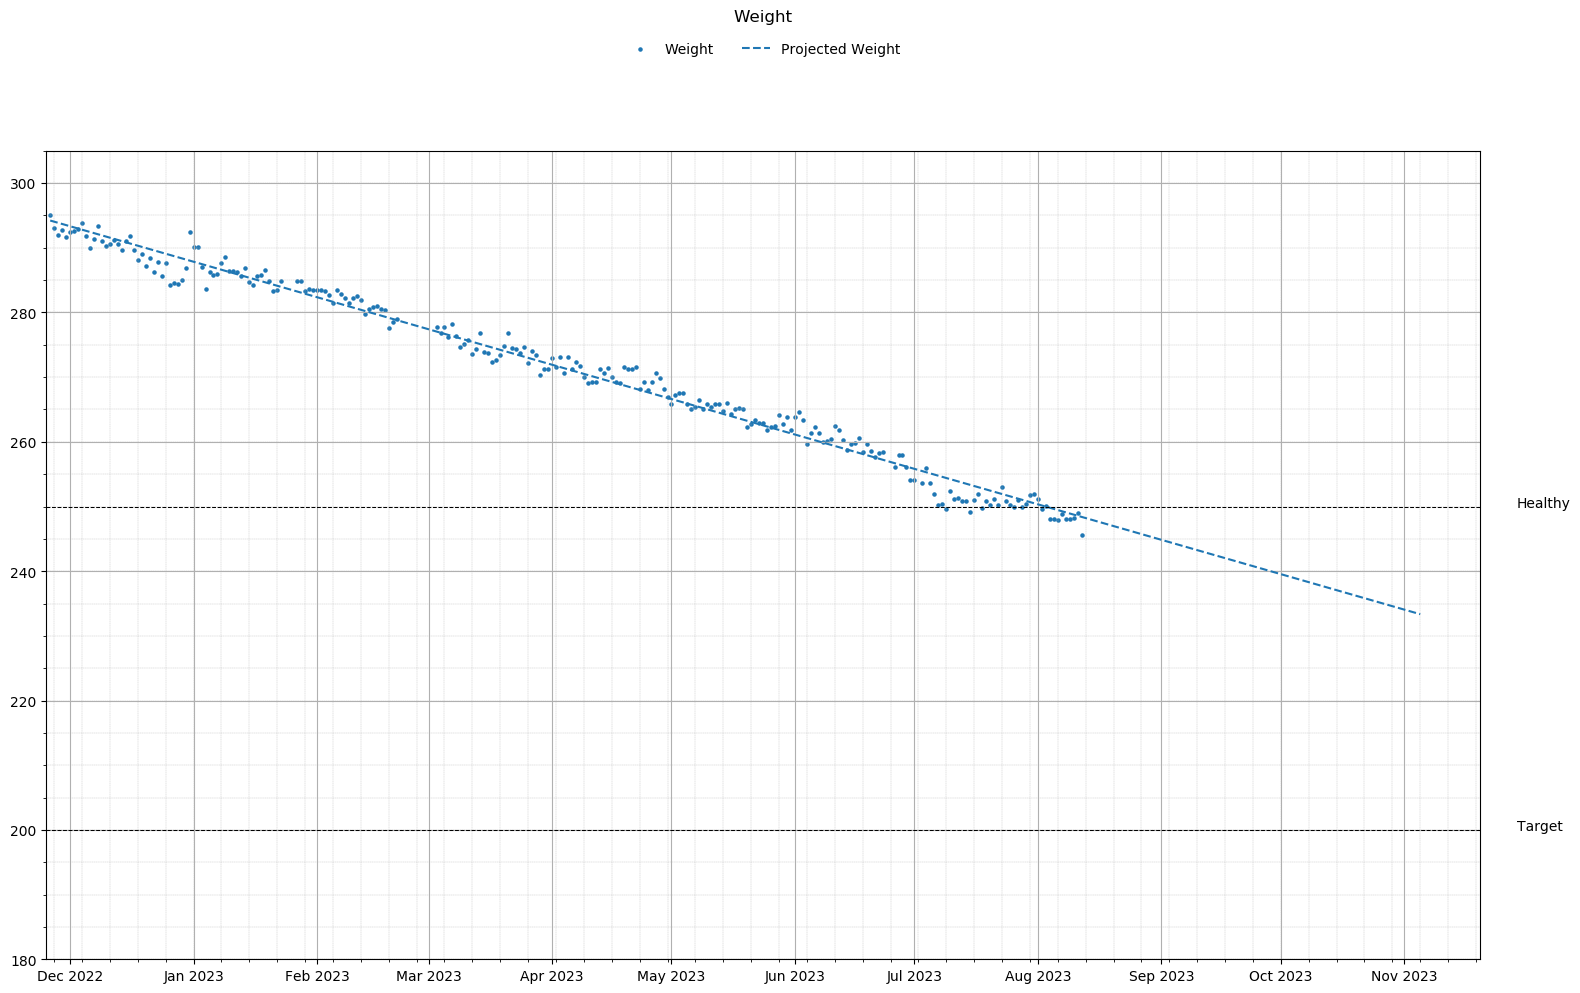 Weight
Weight
Projected Weight
300
280
260
Healthy
240
220
Target
200
180
Dec 2022
Jan 2023
Feb 2023
Mar 2023
Apr 2023
May 2023
Jun 2023
Jul 2023
Aug 2023
Sep 2023
Oct 2023
Nov 2023